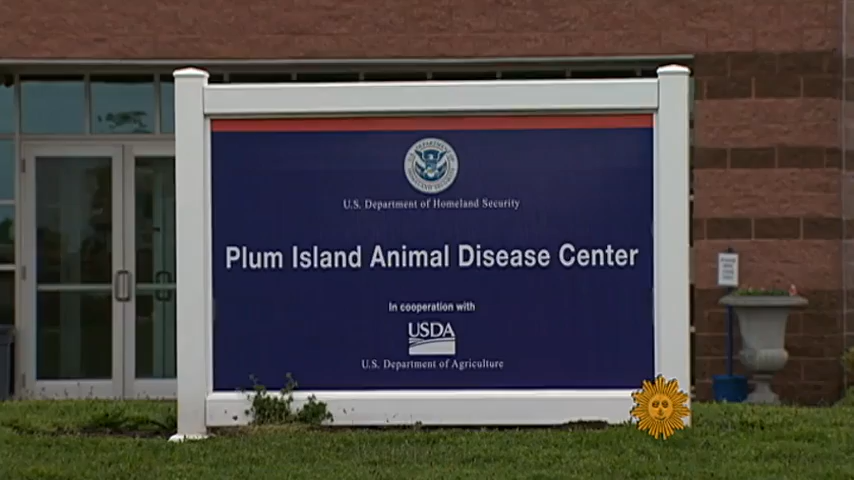 U.S. Department of Homeland Security
Plum Island Animal Disease Center
In cooperation with
USDA
U.S. Department of Agriculture